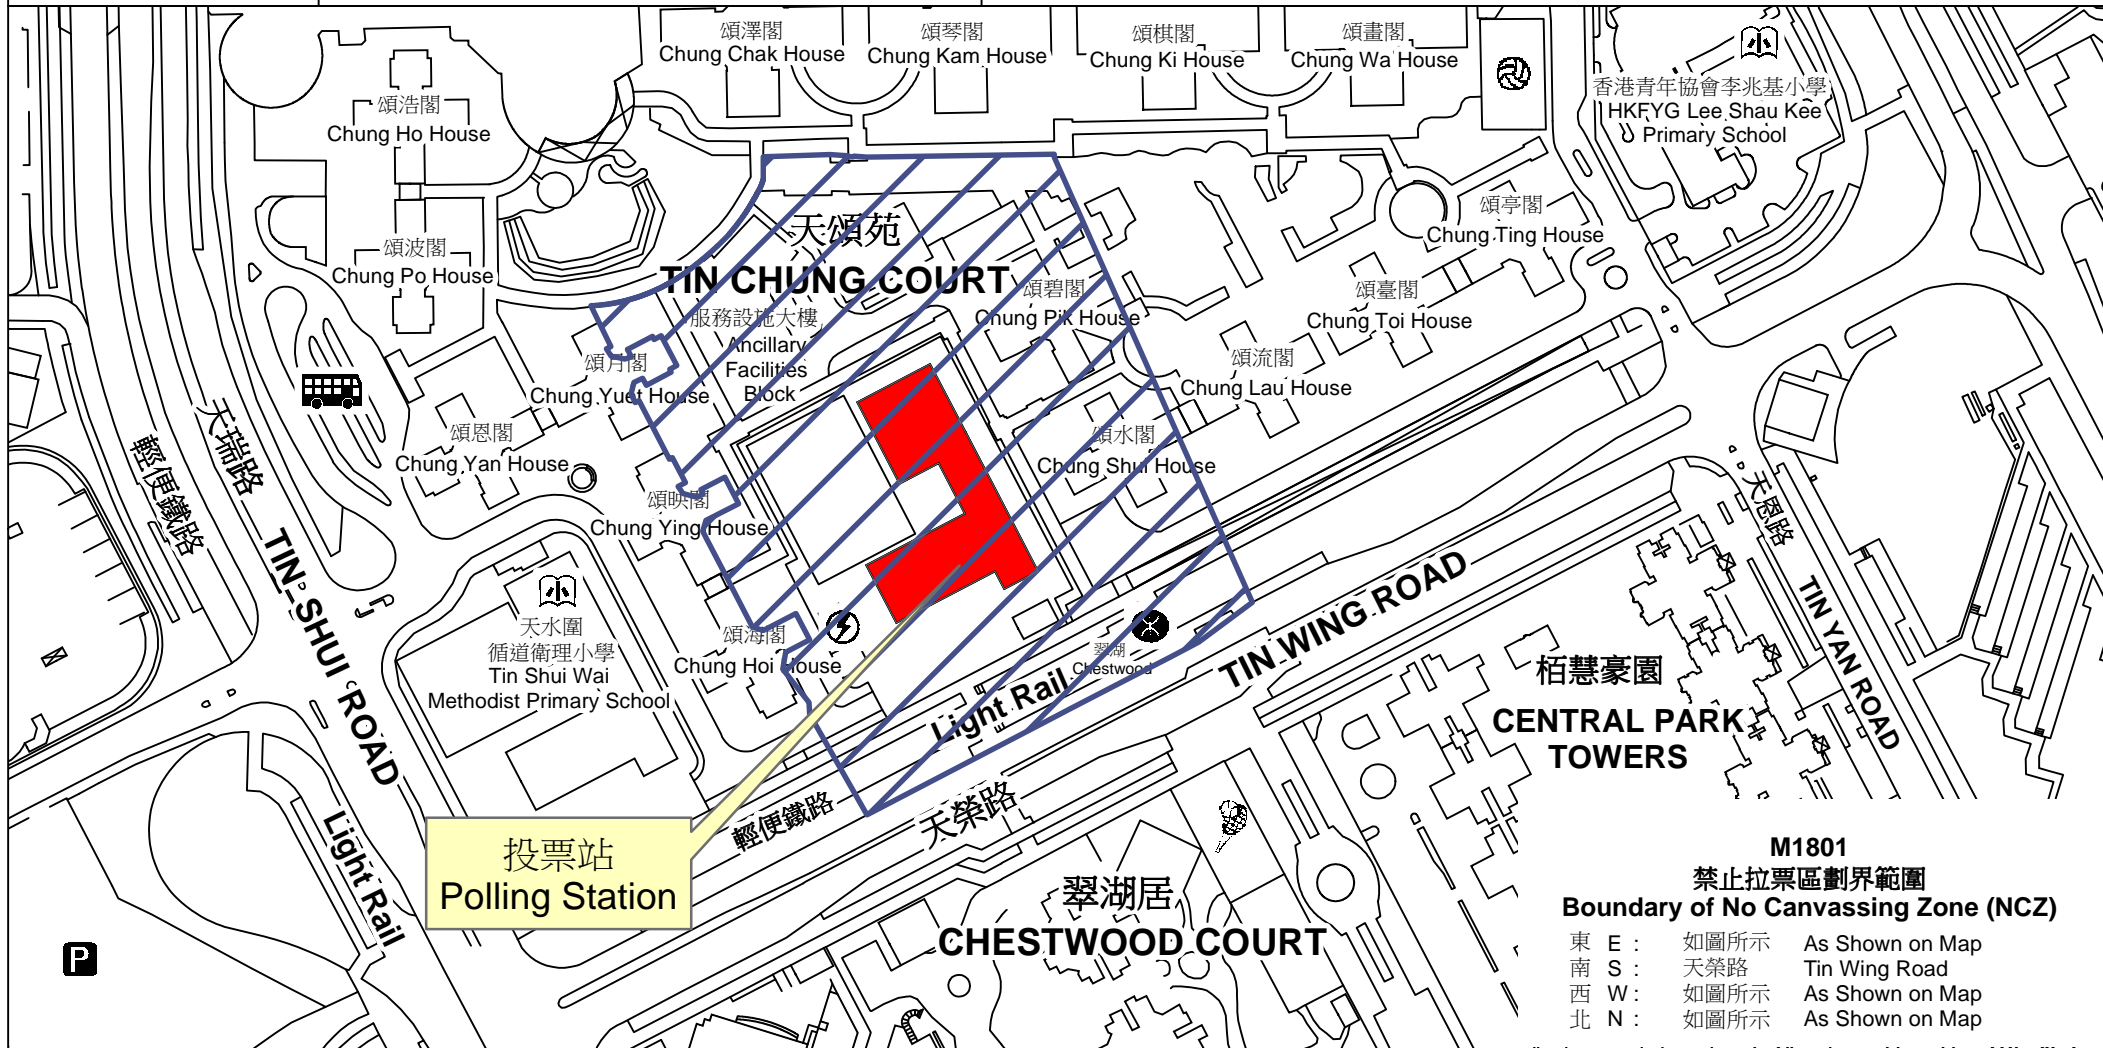 頌澤閣
Chung Chak House
頌琴閣
Chung Kam House
頌棋閣
Chung Ki House
頌畫閣
Chung Wa House
小
香港青年協會李兆基小學
HKFYG Lee Shau Kee
Primary School
頌浩閣
Chung Ho House
頌波閣
Chung Po House
天頌苑
TIN CHUNG COURT
頌亭閣
Chung Ting House
頌碧閣
Chung Pik House
頌臺閣
Chung Toi House
服務設施大樓
Ancillary
Facilities
Block
頌月閣
Chung Yuet House
頌流閣
Chung Lau House
頌恩閣
Chung Yan House
頌水閣
Chung Shui House
頌映閣
Chung Ying House
天瑞路
TIN SHUI ROAD
輕便鐵路
小
天水圍
循道衞理小學
Tin Shui Wai
Methodist Primary School
頌海閣
Chung Hoi House
翠湖
Chestwood
Light Rail
輕便鐵路
天榮路
TIN WING ROAD
天恩路
TIN YAN ROAD
栢慧豪園
CENTRAL PARK
TOWERS
投票站
Polling Station
Light Rail
P
翠湖居
CHESTWOOD COURT
M1801
禁止拉票區劃界範圍
Boundary of No Canvassing Zone (NCZ)
東 E : 如圖所示 As Shown on Map
南 S : 天榮路 Tin Wing Road
西 W : 如圖所示 As Shown on Map
北 N : 如圖所示 As Shown on Map